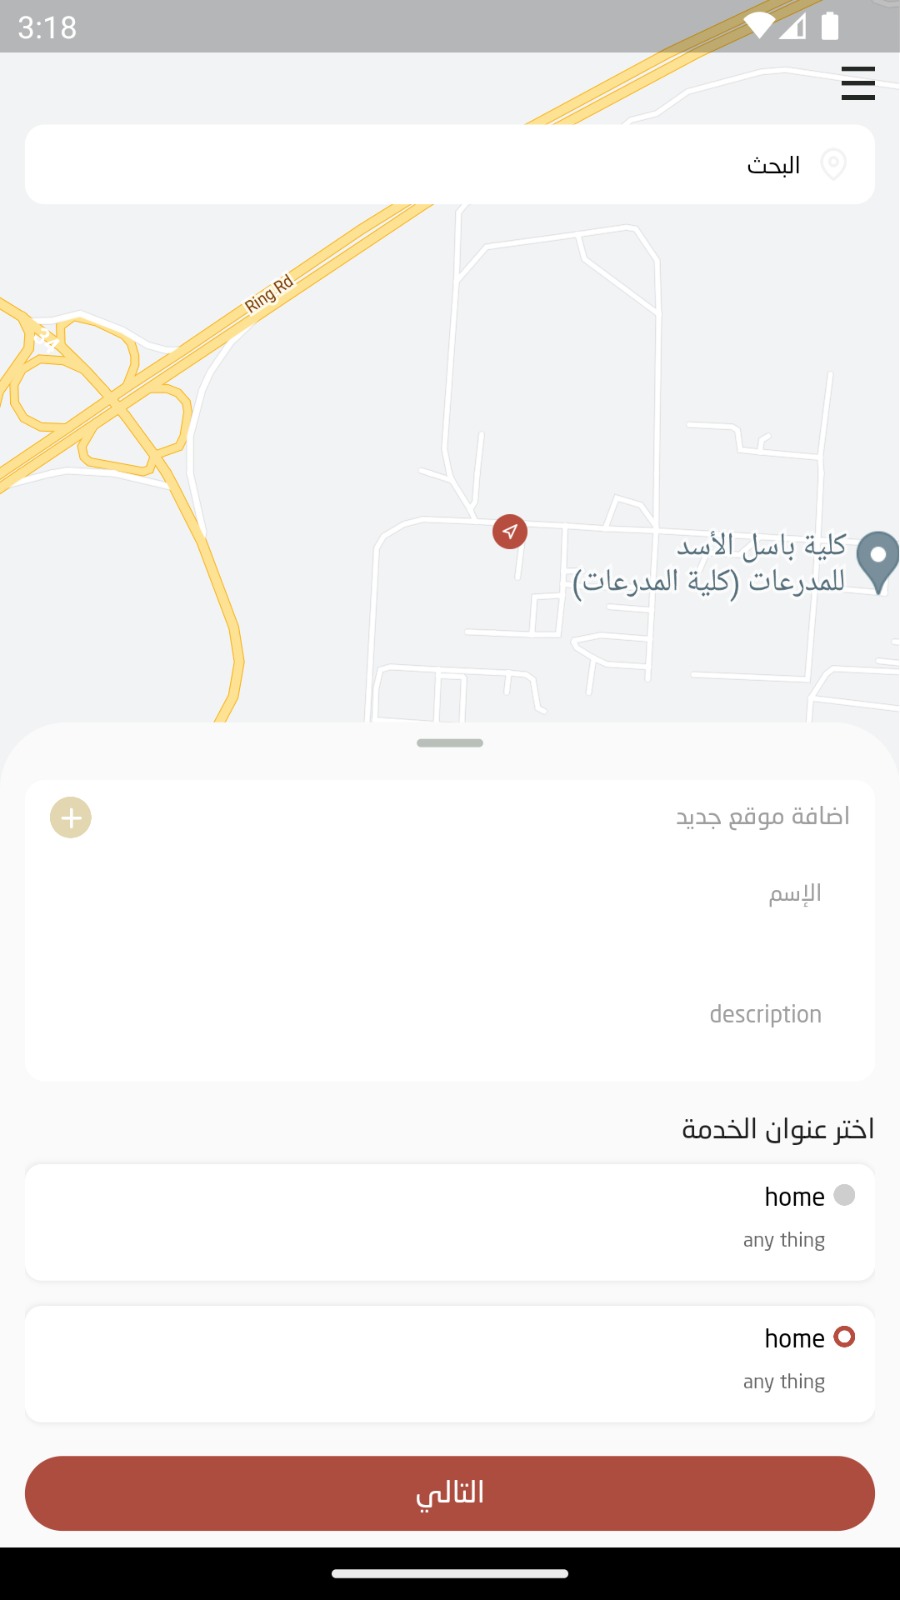 3:18
البحث
Ring Rd
34
كلية باسل الأسد
للمدرعات (كلية المدرعات)
اضافة موقع جديد
الإسم
description
اختر عنوان الخدمة
home
any thing
home
any thing
التالي